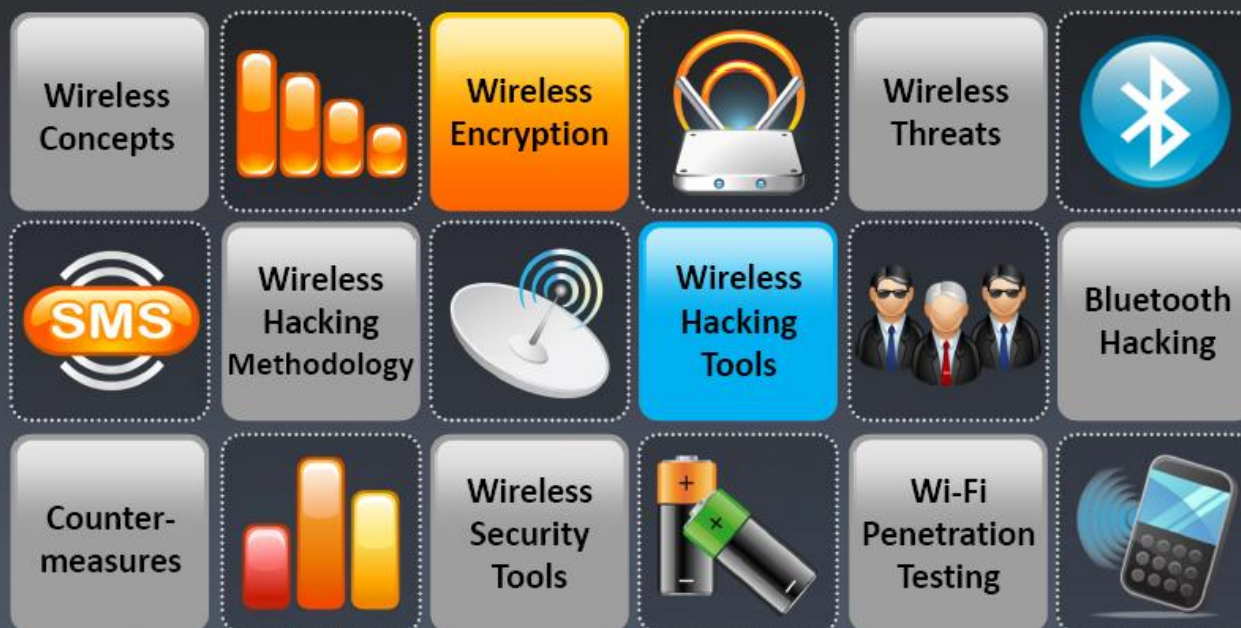 Wireless
Concepts
Wireless
Encryption
Wireless
Threats
SMS
Wireless
Hacking
Methodology
Wireless
Hacking
Tools
Bluetooth
Hacking
Counter-
measures
Wireless
Security
Tools
+
-
+
-
Wi-Fi
Penetration
Testing